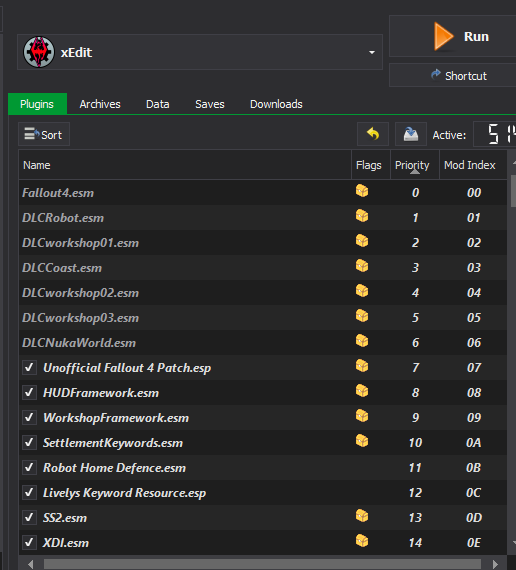 xEdit
Run
Shortcut
Plugins Archives Data Saves Downloads
Sort Active: 514
Name Flags Priority Mod Index
Fallout4.esm 0 00
DLCRobot.esm 1 01
DLCworkshop01.esm 2 02
DLCCoast.esm 3 03
DLCworkshop02.esm 4 04
DLCworkshop03.esm 5 05
DLCNukaWorld.esm 6 06
Unofficial Fallout 4 Patch.esp 7 07
HUDFramework.esm 8 08
WorkshopFramework.esm 9 09
SettlementKeywords.esm 10 0A
Robot Home Defence.esm 11 0B
Livelys Keyword Resource.esp 12 0C
SS2.esm 13 0D
XDI.esm 14 0E